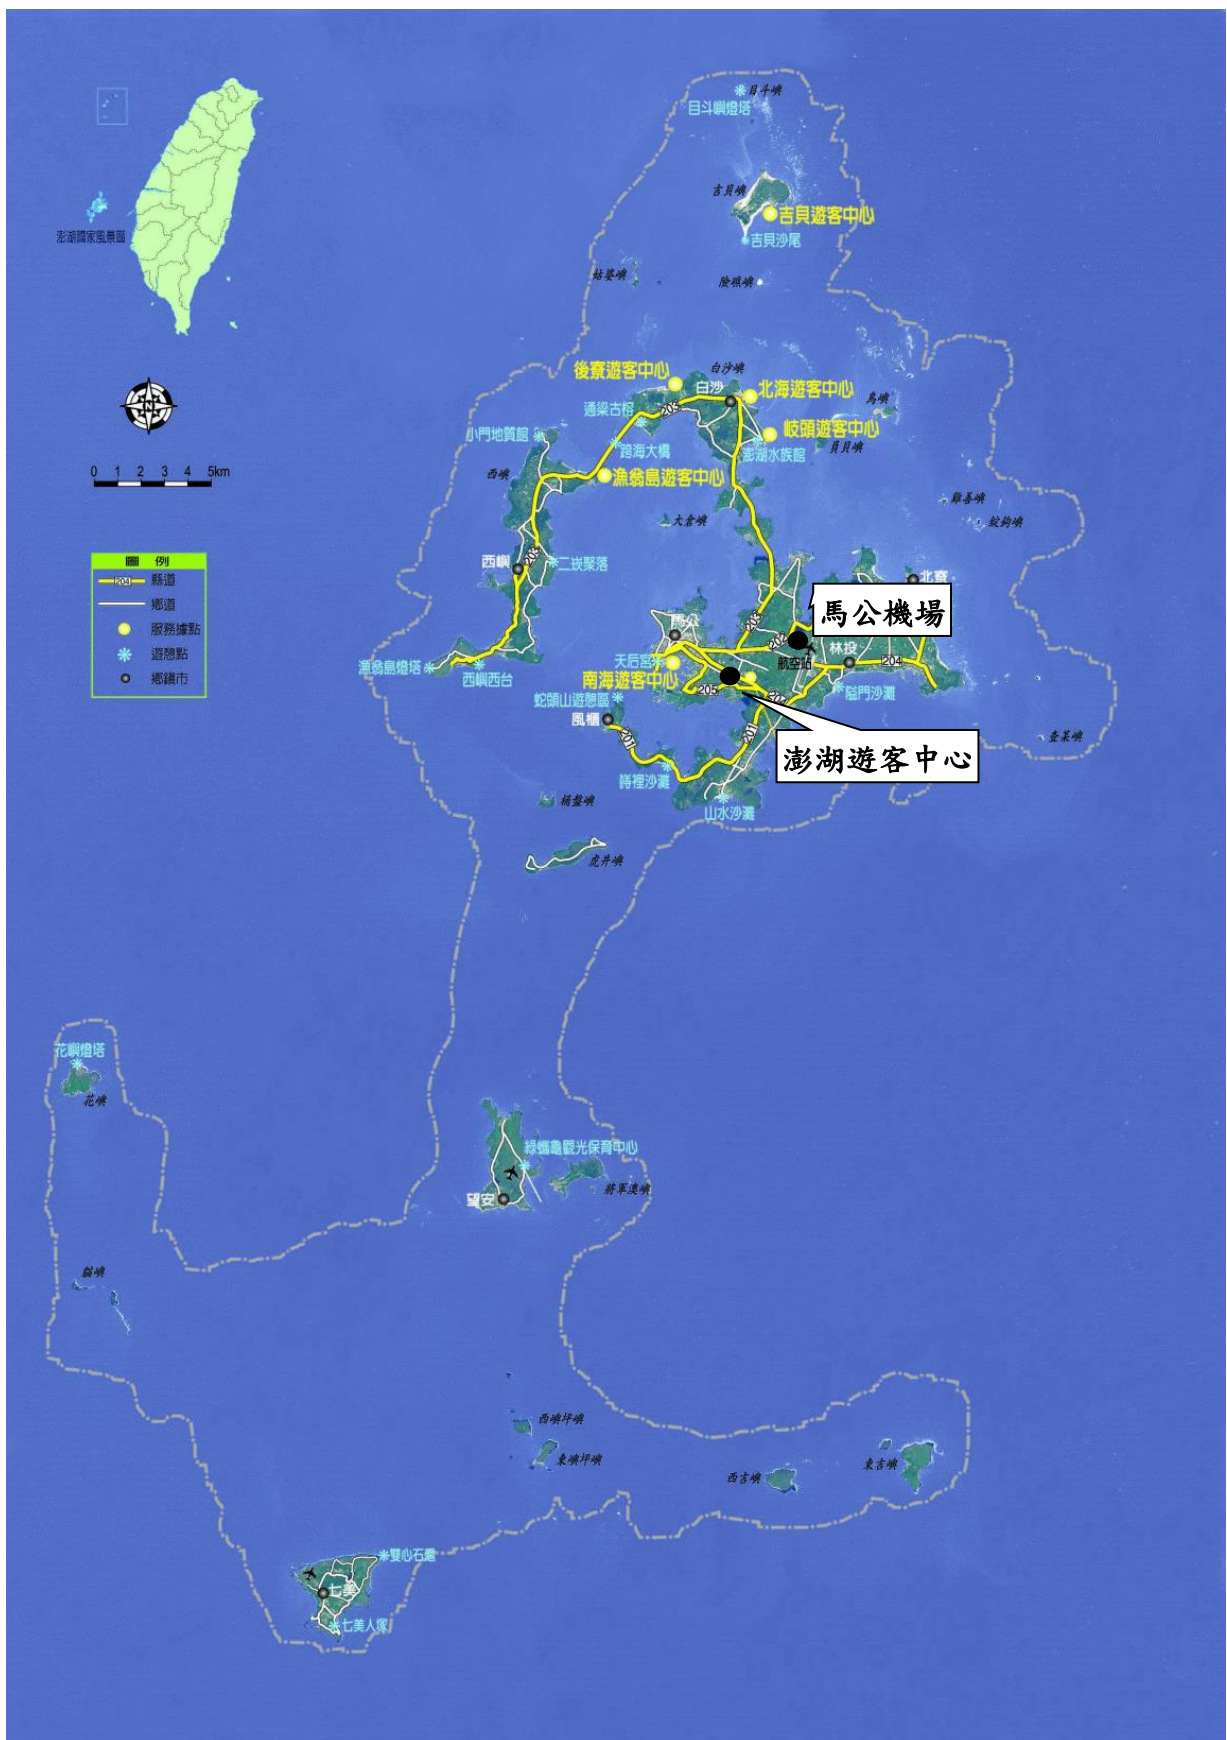 目斗嶼
目斗嶼燈塔
吉貝嶼
吉貝遊客中心
吉貝沙尾
澎湖國家風景區
姑婆嶼
險礁嶼
N
後寮遊客中心
白沙嶼
白沙
北海遊客中心
通梁古榕
203
鳥嶼
小門地質館
岐頭遊客中心
跨海大橋
澎湖水族館
員貝嶼
0 1 2 3 4 5km
西嶼
漁翁島遊客中心
雞善嶼
大倉嶼
錠鉤嶼
圖 例
204 縣道
鄉道
服務據點
遊憩點
鄉鎮市
西嶼
203
二崁聚落
北寮
馬公機場
馬公
203
202
林投
204
航空站
天后宮
漁翁島燈塔
西嶼西台
南海遊客中心
205
隘門沙灘
蛇頭山遊憩區
風櫃
201
201
查某嶼
澎湖遊客中心
嵵裡沙灘
山水沙灘
桶盤嶼
虎井嶼
花嶼燈塔
花嶼
綠蠵龜觀光保育中心
望安
將軍澳嶼
貓嶼
西嶼坪嶼
東嶼坪嶼
西吉嶼
東吉嶼
雙心石滬
七美
七美人塚